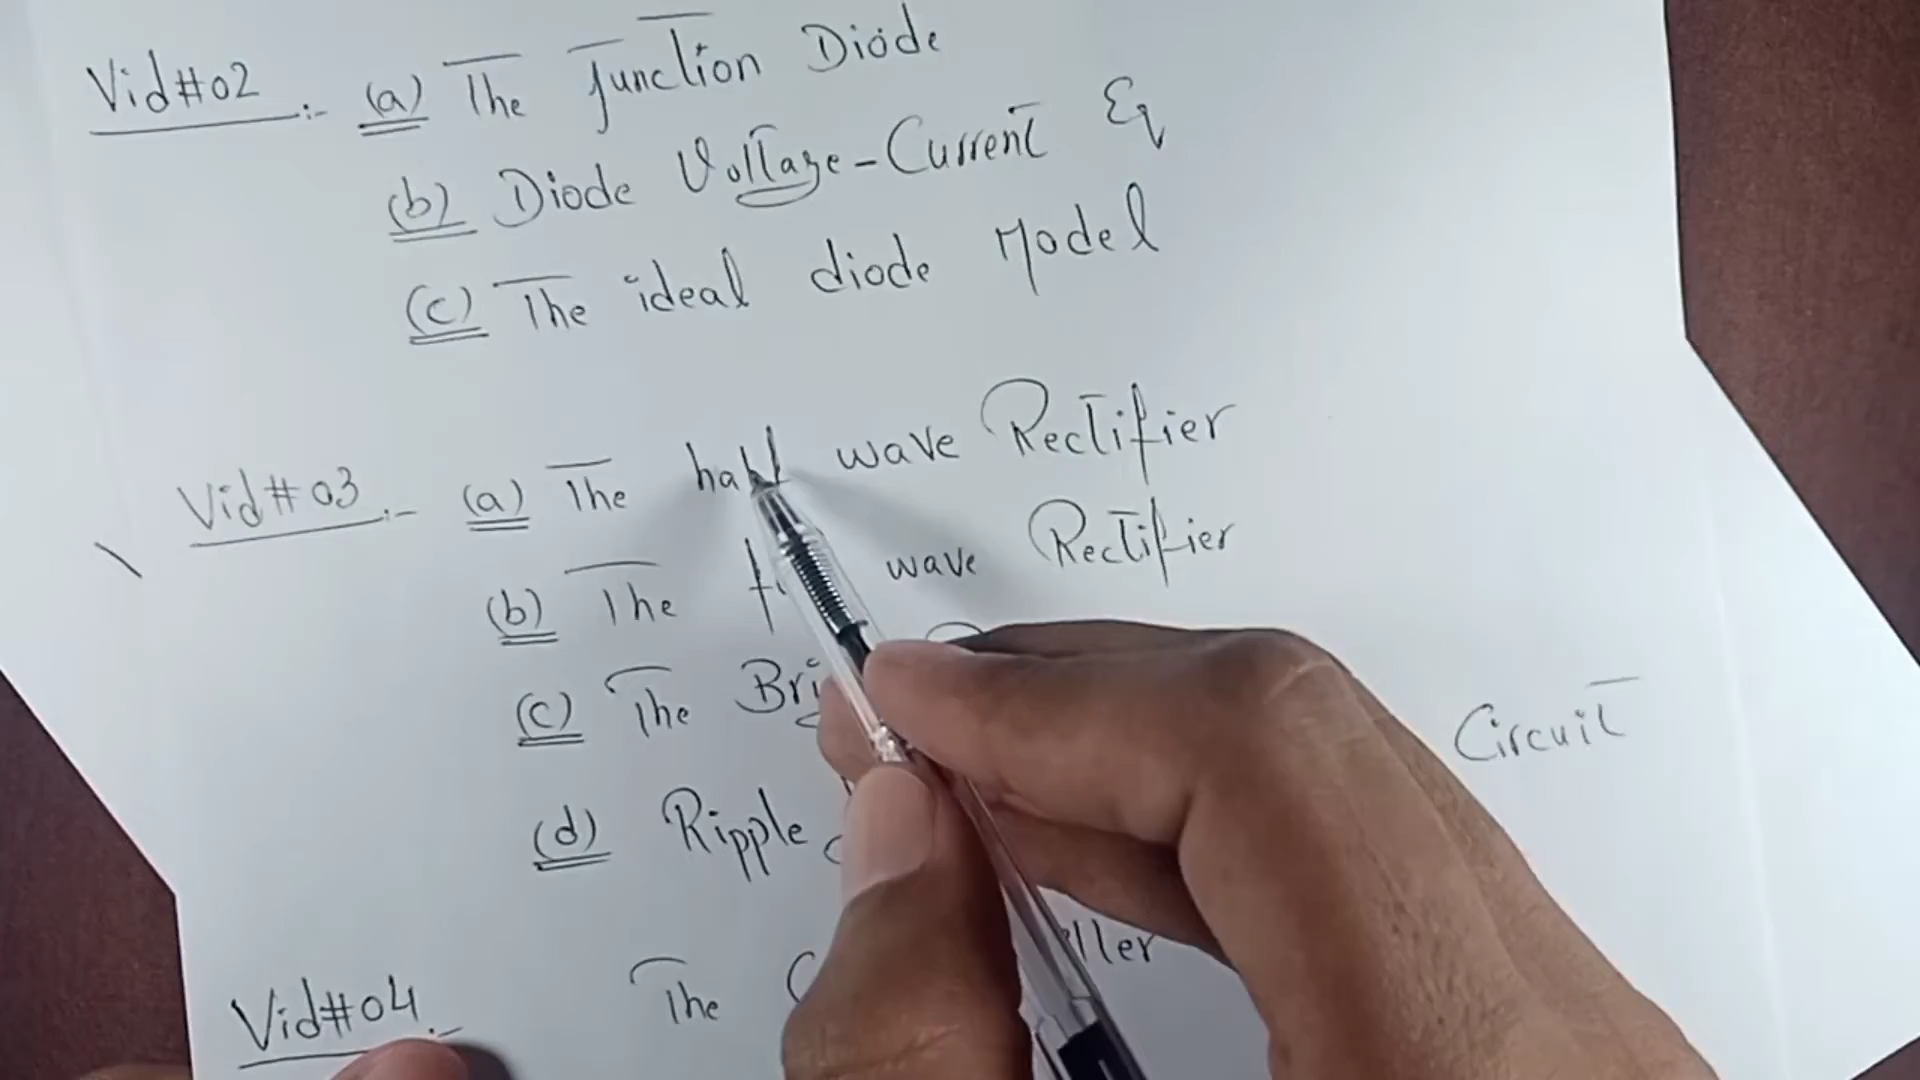 Vid#02 :- (a) The Junction Diode
(b) Diode Voltage-Current Eq
(c) The ideal diode Model
Vid#03 :- (a) The half wave Rectifier
(b) The wave Rectifier
(c) The Circuit
(d) Ripple
Vid#04 :- The